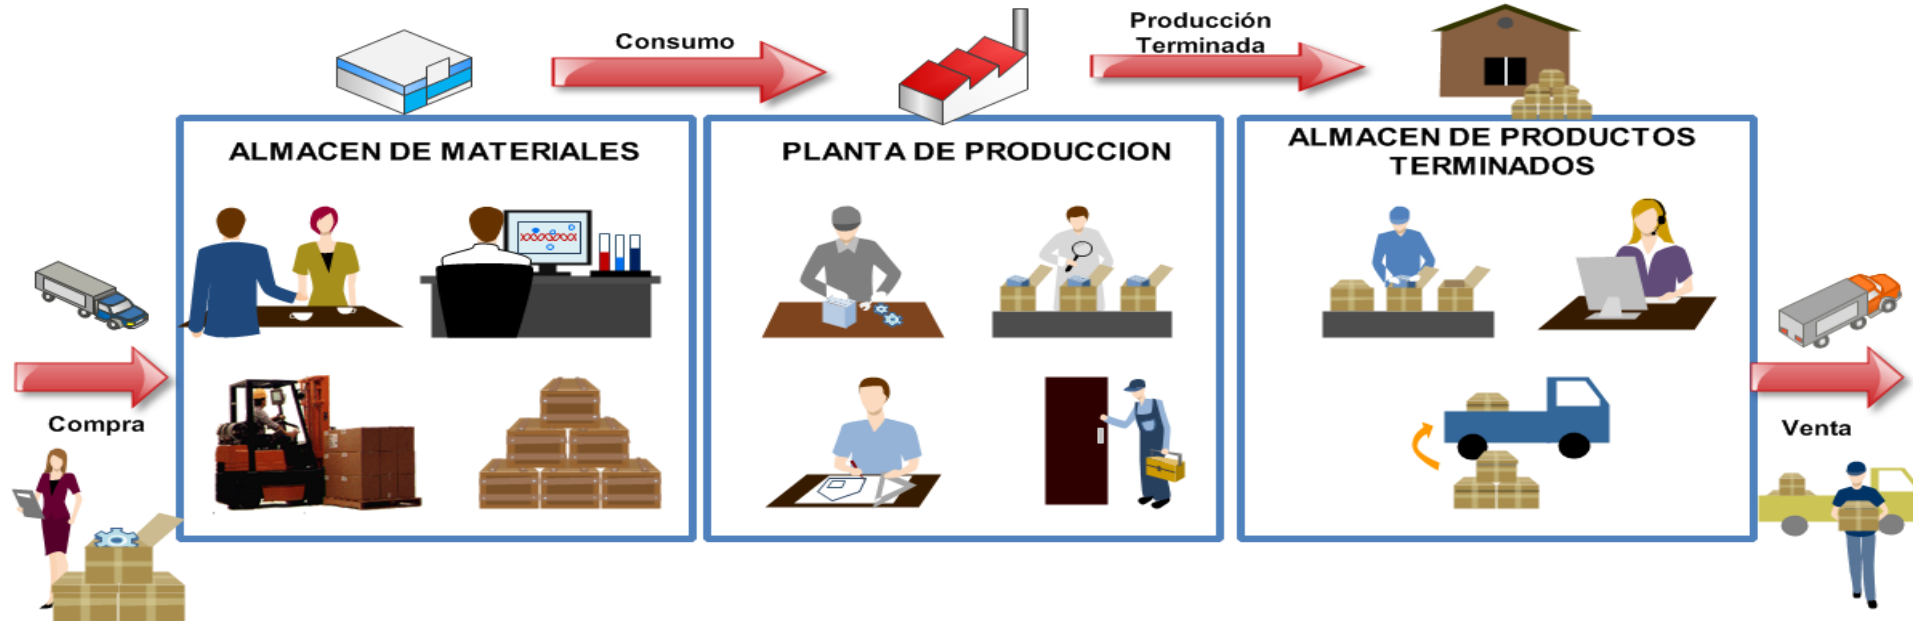 Consumo
Producción
Terminada
ALMACEN DE MATERIALES
PLANTA DE PRODUCCION
ALMACEN DE PRODUCTOS
TERMINADOS
Compra
Venta